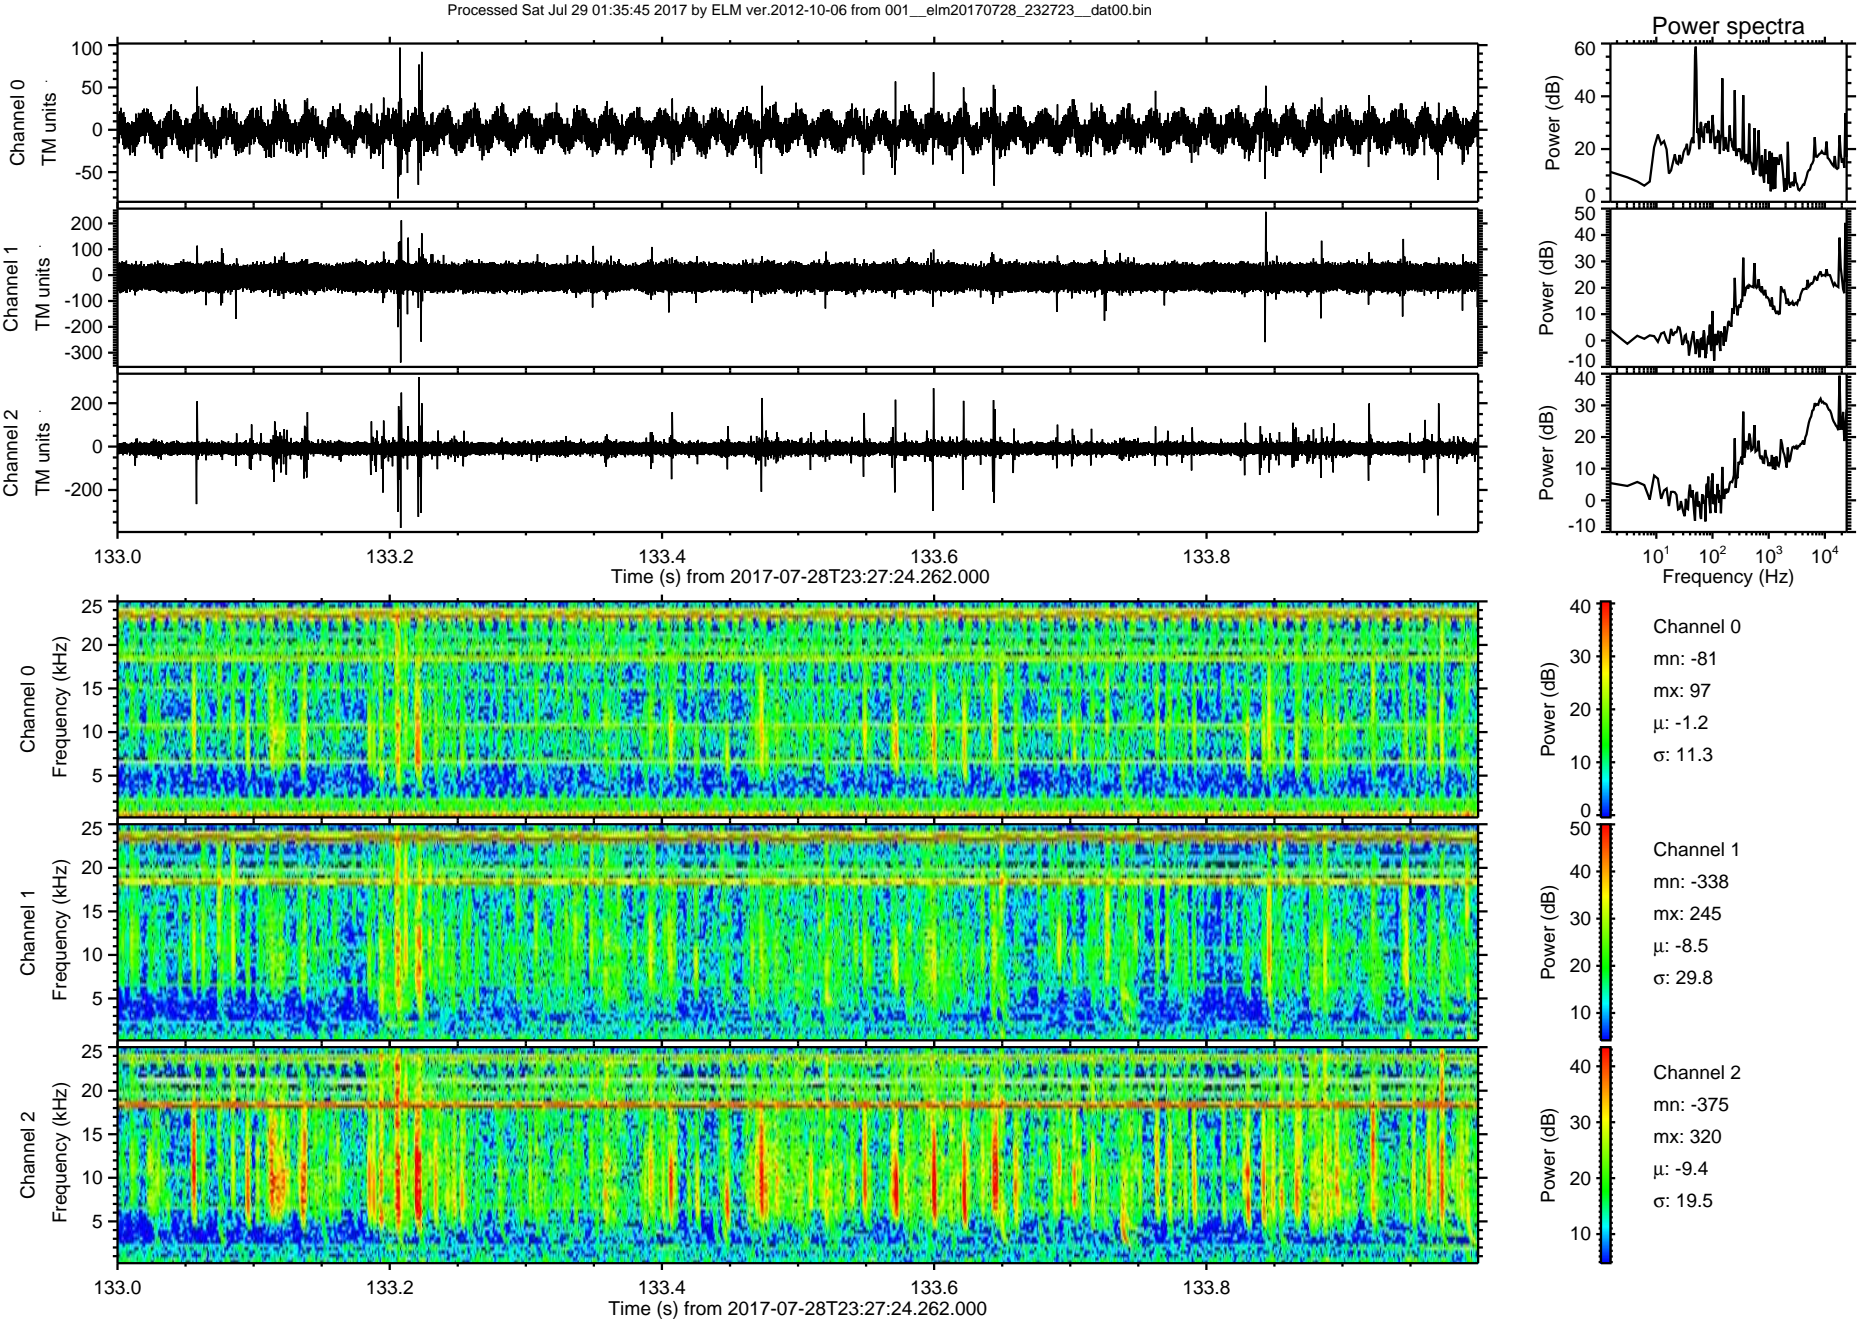 Processed Sat Jul 29 01:35:45 2017 by ELM ver.2012-10-06 from 001__elm20170728_232723__dat00.bin
Power spectra
Channel 0
TM units
100
50
0
-50
Power (dB)
60
40
20
0
Channel 1
TM units
200
100
0
-100
-200
-300
Power (dB)
50
40
30
20
10
0
-10
Channel 2
TM units
200
0
-200
Power (dB)
40
30
20
10
0
-10
133.0 133.2 133.4 133.6 133.8
Time (s) from 2017-07-28T23:27:24.262.000
10¹ 10² 10³ 10⁴
Frequency (Hz)
Channel 0
Frequency (kHz)
25
20
15
10
5
Power (dB)
40
30
20
10
0
Channel 0
mn: -81
mx: 97
μ: -1.2
σ: 11.3
Channel 1
Frequency (kHz)
25
20
15
10
5
Power (dB)
50
40
30
20
10
Channel 1
mn: -338
mx: 245
μ: -8.5
σ: 29.8
Channel 2
Frequency (kHz)
25
20
15
10
5
Power (dB)
40
30
20
10
Channel 2
mn: -375
mx: 320
μ: -9.4
σ: 19.5
133.0 133.2 133.4 133.6 133.8
Time (s) from 2017-07-28T23:27:24.262.000